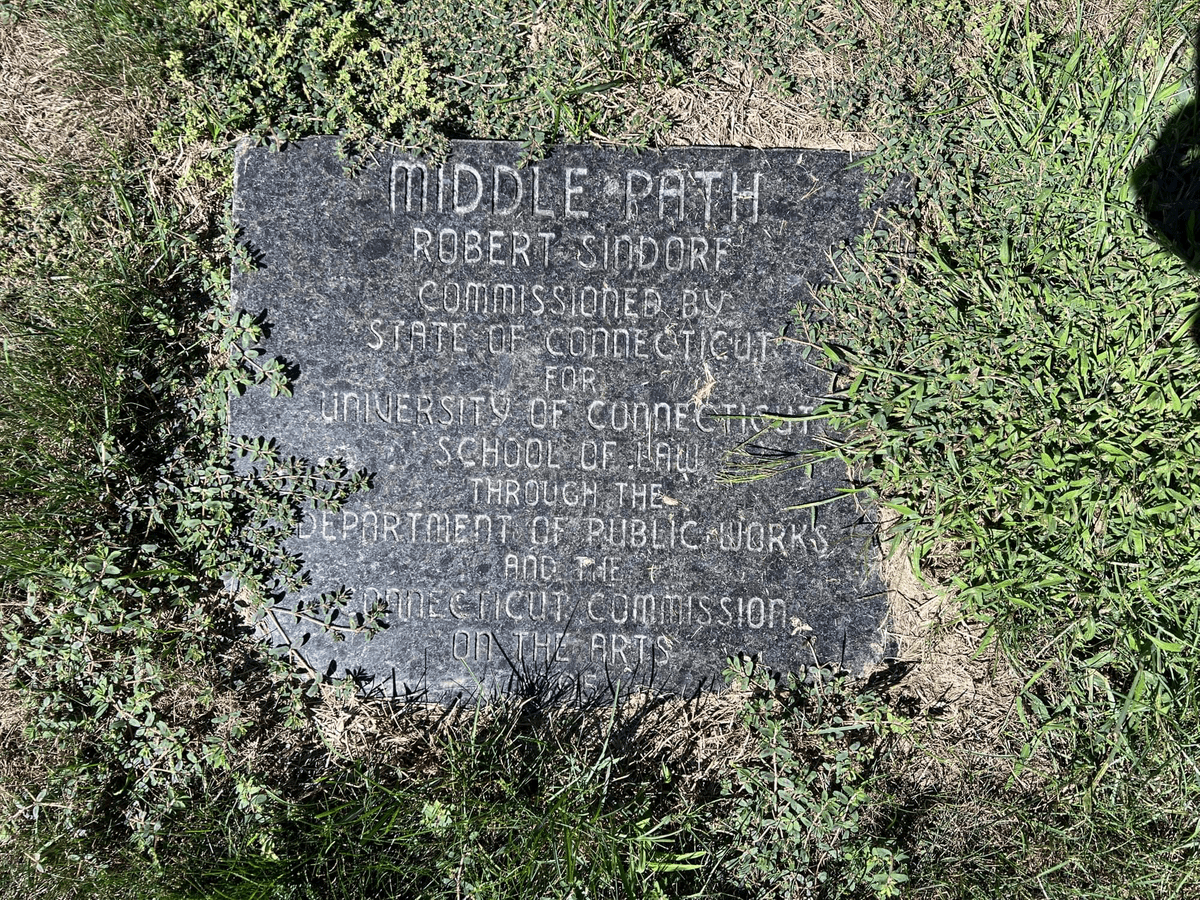 MIDDLE PATH
ROBERT SINDORF
COMMISSIONED BY
STATE OF CONNECTICUT
FOR
UNIVERSITY OF CONNECTICUT
SCHOOL OF LAW
THROUGH THE
DEPARTMENT OF PUBLIC WORKS
AND THE
CONNECTICUT COMMISSION
ON THE ARTS